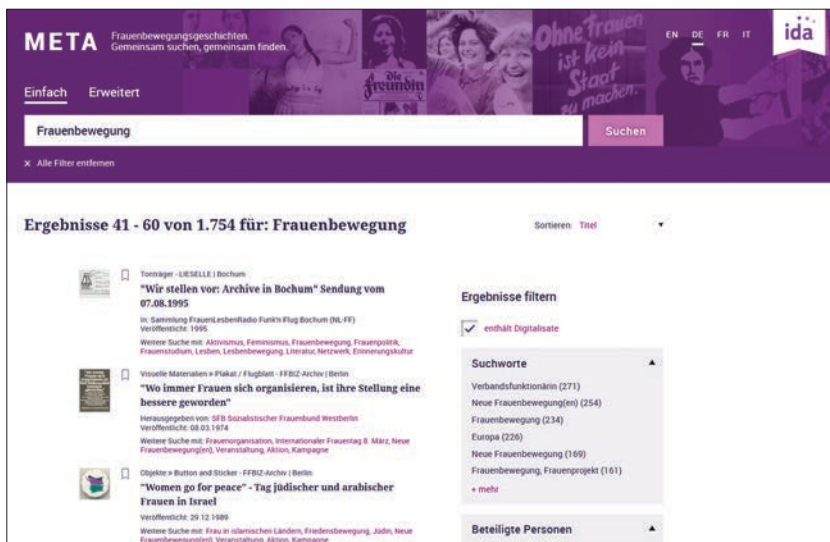 META
Frauenbewegungsgeschichten.
Gemeinsam suchen, gemeinsam finden.
die
freundin
Ohne Frauen
ist kein
Staat
zu machen.
EN DE FR IT
ida
Einfach Erweitert
Frauenbewegung
Suchen
x Alle Filter entfernen
Ergebnisse 41 - 60 von 1.754 für: Frauenbewegung
Sortieren: Titel
Tonträger - LIESELLE | Bochum
"Wir stellen vor: Archive in Bochum" Sendung vom
07.08.1995
In: Sammlung FrauenLesbenRadio Funk'n Flug Bochum (NL-FF)
Veröffentlicht: 1995
Weitere Suche mit: Aktivismus, Feminismus, Frauenbewegung, Frauenpolitik,
Frauenstudium, Lesben, Lesbenbewegung, Literatur, Netzwerk, Erinnerungskultur
Visuelle Materialien » Plakat / Flugblatt - FFBIZ-Archiv | Berlin
"Wo immer Frauen sich organisieren, ist ihre Stellung eine
bessere geworden"
Herausgegeben von: SFB Sozialistischer Frauenbund Westberlin
Veröffentlicht: 08.03.1974
Weitere Suche mit: Frauenorganisation, Internationaler Frauentag 8. März, Neue
Frauenbewegung(en), Veranstaltung, Aktion, Kampagne
Objekte » Button and Sticker - FFBIZ-Archiv | Berlin
"Women go for peace" - Tag jüdischer und arabischer
Frauen in Israel
Veröffentlicht: 29.12.1989
Weitere Suche mit: Frau in islamischen Ländern, Friedensbewegung, Jüdin, Neue
Frauenbewegung(en), Veranstaltung, Aktion, Kampagne
Ergebnisse filtern
enthält Digitalisate
Suchworte
Verbandsfunktionärin (271)
Neue Frauenbewegung(en) (254)
Frauenbewegung (234)
Europa (226)
Neue Frauenbewegung (169)
Frauenbewegung, Frauenprojekt (161)
+ mehr
Beteiligte Personen